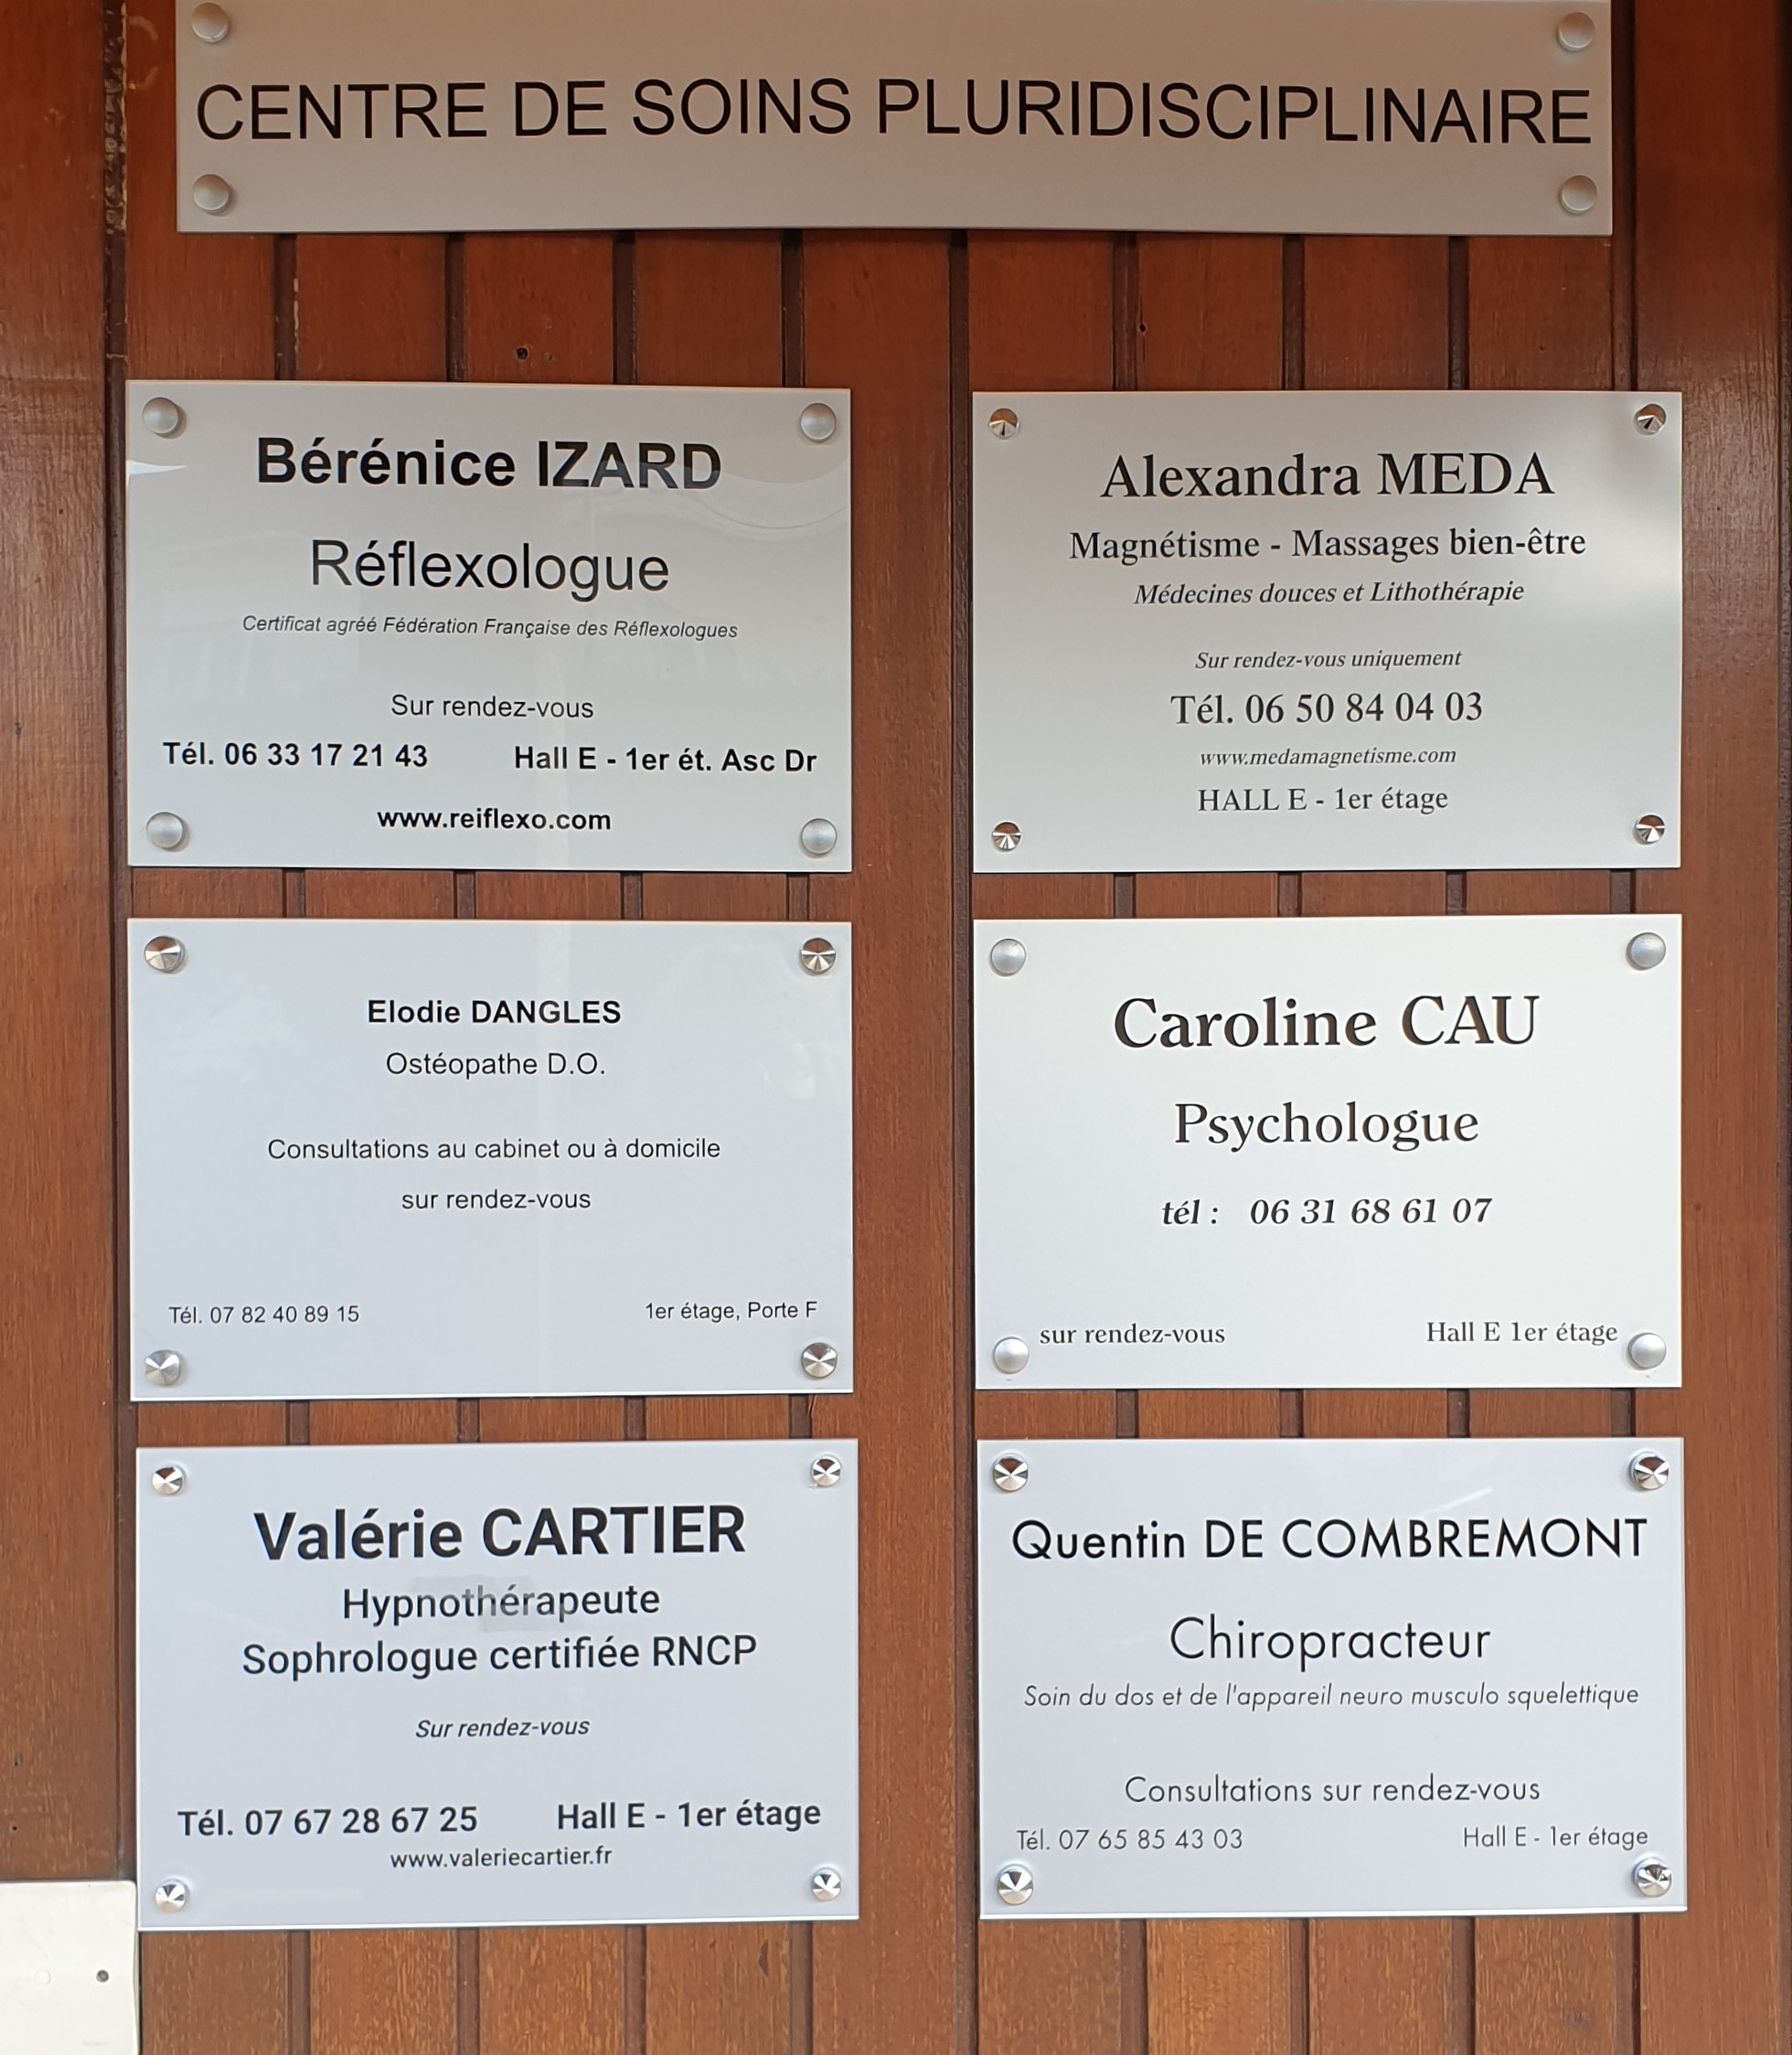 CENTRE DE SOINS PLURIDISCIPLINAIRE
Bérénice IZARD
Réflexologue
Certificat agréé Fédération Française des Réflexologues
Sur rendez-vous
Tél. 06 33 17 21 43 Hall E - 1er ét. Asc Dr
www.reiflexo.com
Alexandra MEDA
Magnétisme - Massages bien-être
Médecines douces et Lithothérapie
Sur rendez-vous uniquement
Tél. 06 50 84 04 03
www.medamagnetisme.com
HALL E - 1er étage
Elodie DANGLES
Ostéopathe D.O.
Consultations au cabinet ou à domicile
sur rendez-vous
Tél. 07 82 40 89 15 1er étage, Porte F
Caroline CAU
Psychologue
tél : 06 31 68 61 07
sur rendez-vous Hall E 1er étage
Valérie CARTIER
Hypnothérapeute
Sophrologue certifiée RNCP
Sur rendez-vous
Tél. 07 67 28 67 25 Hall E - 1er étage
www.valeriecartier.fr
Quentin DE COMBREMONT
Chiropracteur
Soin du dos et de l'appareil neuro musculo squelettique
Consultations sur rendez-vous
Tél. 07 65 85 43 03 Hall E - 1er étage